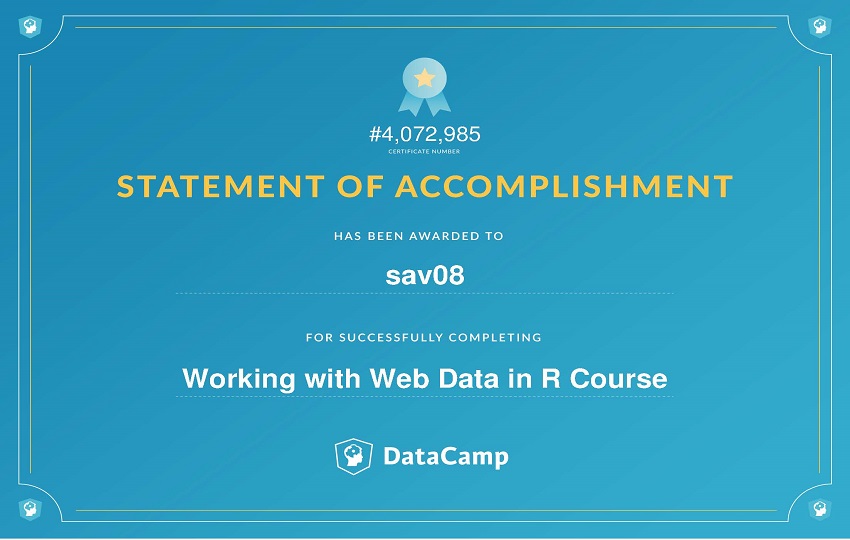 #4,072,985
CERTIFICATE NUMBER
STATEMENT OF ACCOMPLISHMENT
HAS BEEN AWARDED TO
sav08
FOR SUCCESSFULLY COMPLETING
Working with Web Data in R Course
DataCamp